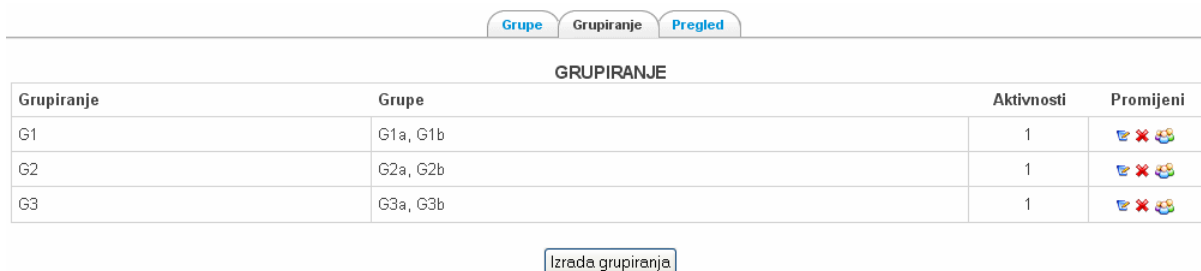 Grupe Grupiranje Pregled
GRUPIRANJE
Grupiranje Grupe Aktivnosti Promijeni
G1 G1a, G1b 1
G2 G2a, G2b 1
G3 G3a, G3b 1
Izrada grupiranja